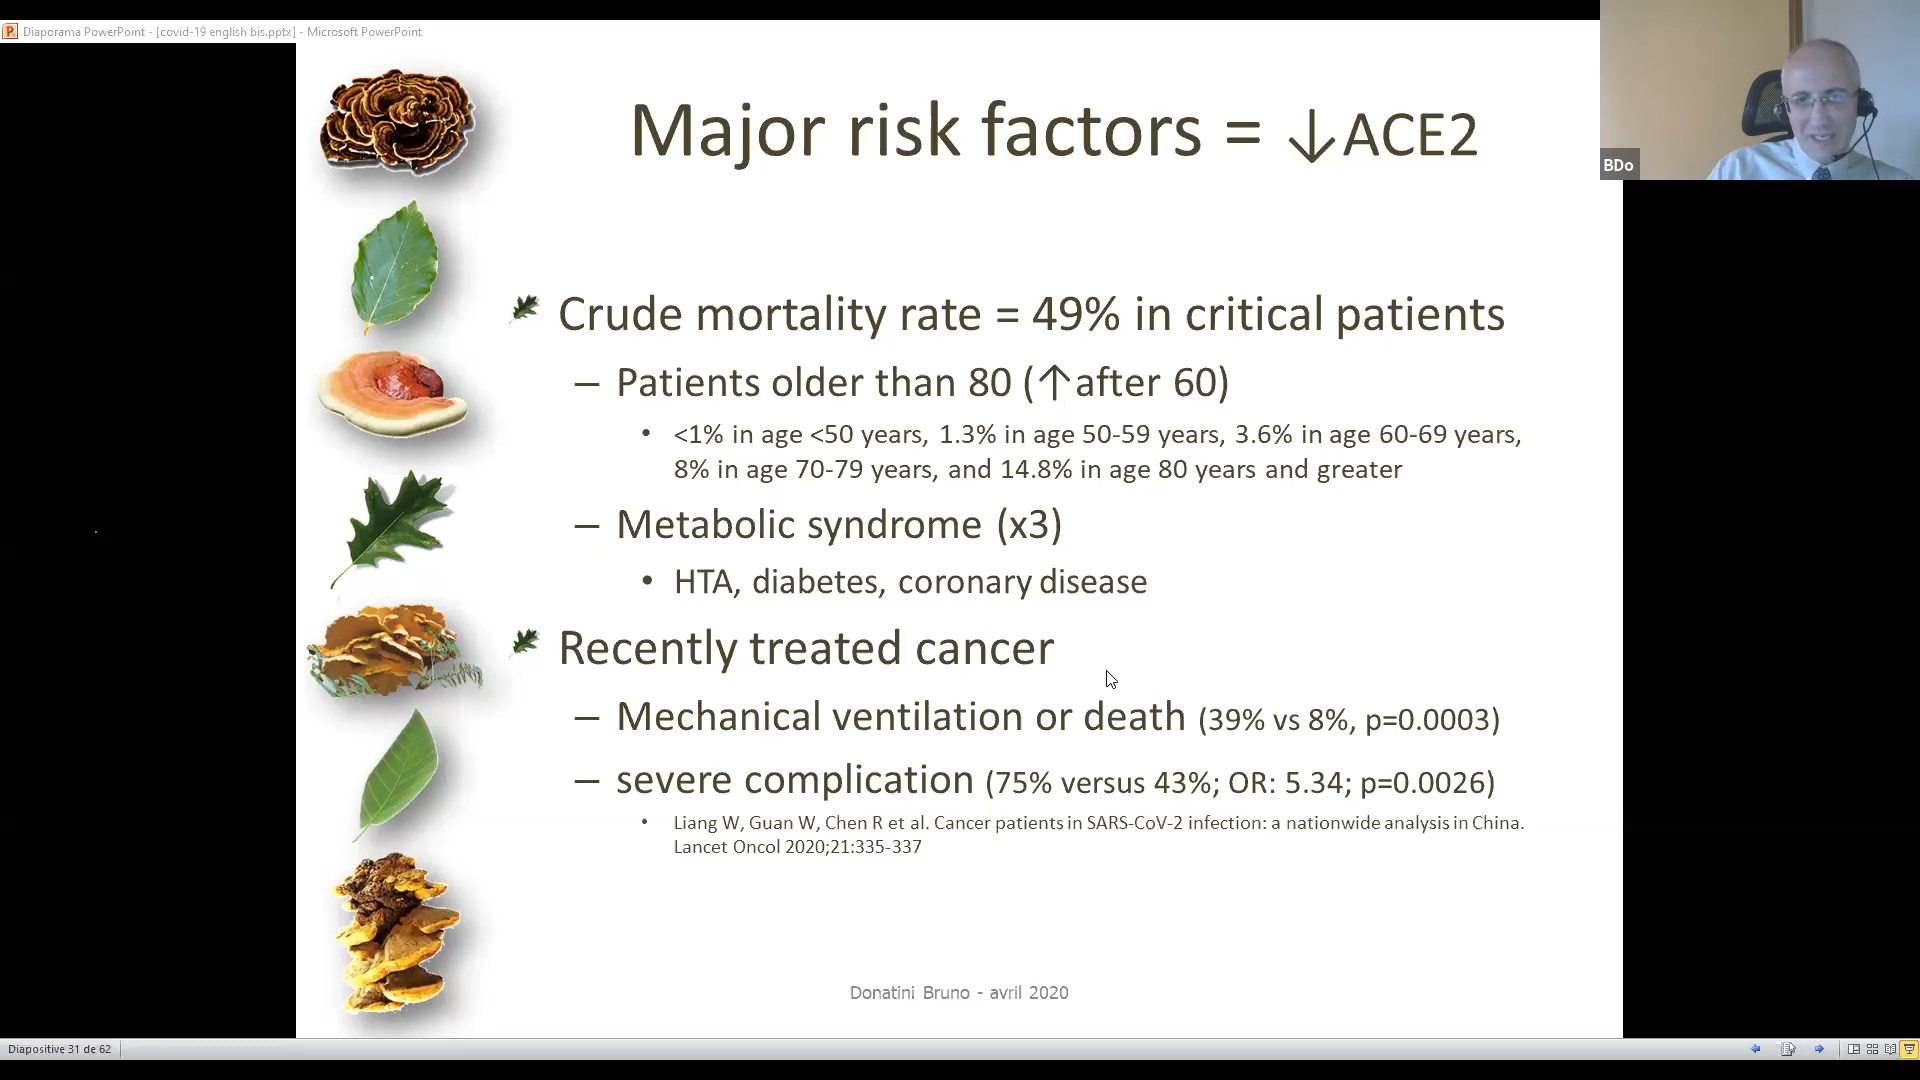 Diaporama PowerPoint - [covid-19 english bis.pptx] - Microsoft PowerPoint
BDo
Major risk factors = ↓ACE2
Crude mortality rate = 49% in critical patients
– Patients older than 80 (↑after 60)
• <1% in age <50 years, 1.3% in age 50-59 years, 3.6% in age 60-69 years,
8% in age 70-79 years, and 14.8% in age 80 years and greater
– Metabolic syndrome (x3)
• HTA, diabetes, coronary disease
Recently treated cancer
– Mechanical ventilation or death (39% vs 8%, p=0.0003)
– severe complication (75% versus 43%; OR: 5.34; p=0.0026)
• Liang W, Guan W, Chen R et al. Cancer patients in SARS-CoV-2 infection: a nationwide analysis in China.
Lancet Oncol 2020;21:335-337
Donatini Bruno - avril 2020
Diapositive 31 de 62